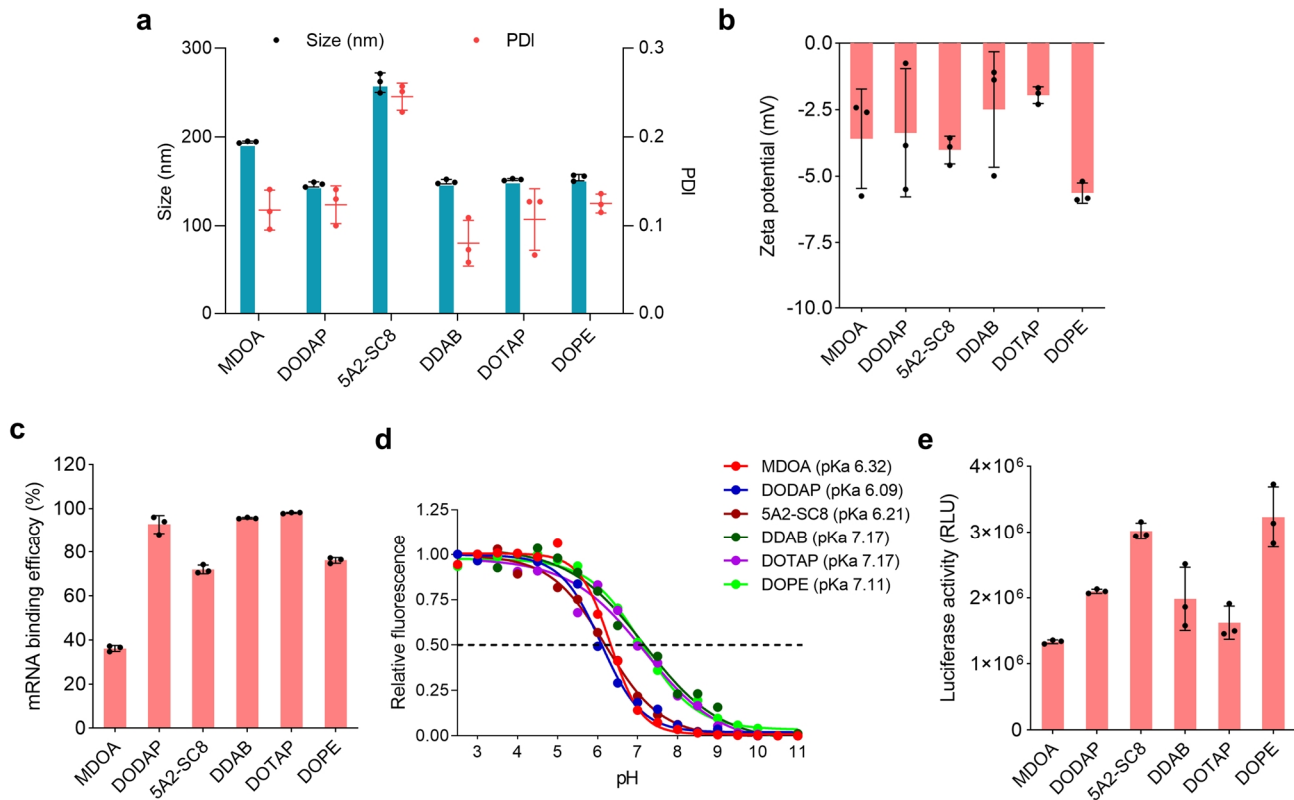 a
Size (nm)
PDI
300
200
100
0
Size (nm)
0.3
0.2
0.1
0.0
PDI
MDOA
DODAP
5A2-SC8
DDAB
DOTAP
DOPE
b
0.0
-2.5
-5.0
-7.5
-10.0
Zeta potential (mV)
MDOA
DODAP
5A2-SC8
DDAB
DOTAP
DOPE
c
120
100
80
60
40
20
0
mRNA binding efficacy (%)
MDOA
DODAP
5A2-SC8
DDAB
DOTAP
DOPE
d
MDOA (pKa 6.32)
DODAP (pKa 6.09)
5A2-SC8 (pKa 6.21)
DDAB (pKa 7.17)
DOTAP (pKa 7.17)
DOPE (pKa 7.11)
1.25
1.00
0.75
0.50
0.25
0.00
Relative fluorescence
3 4 5 6 7 8 9 10 11
pH
e
4×10⁶
3×10⁶
2×10⁶
1×10⁶
0
Luciferase activity (RLU)
MDOA
DODAP
5A2-SC8
DDAB
DOTAP
DOPE